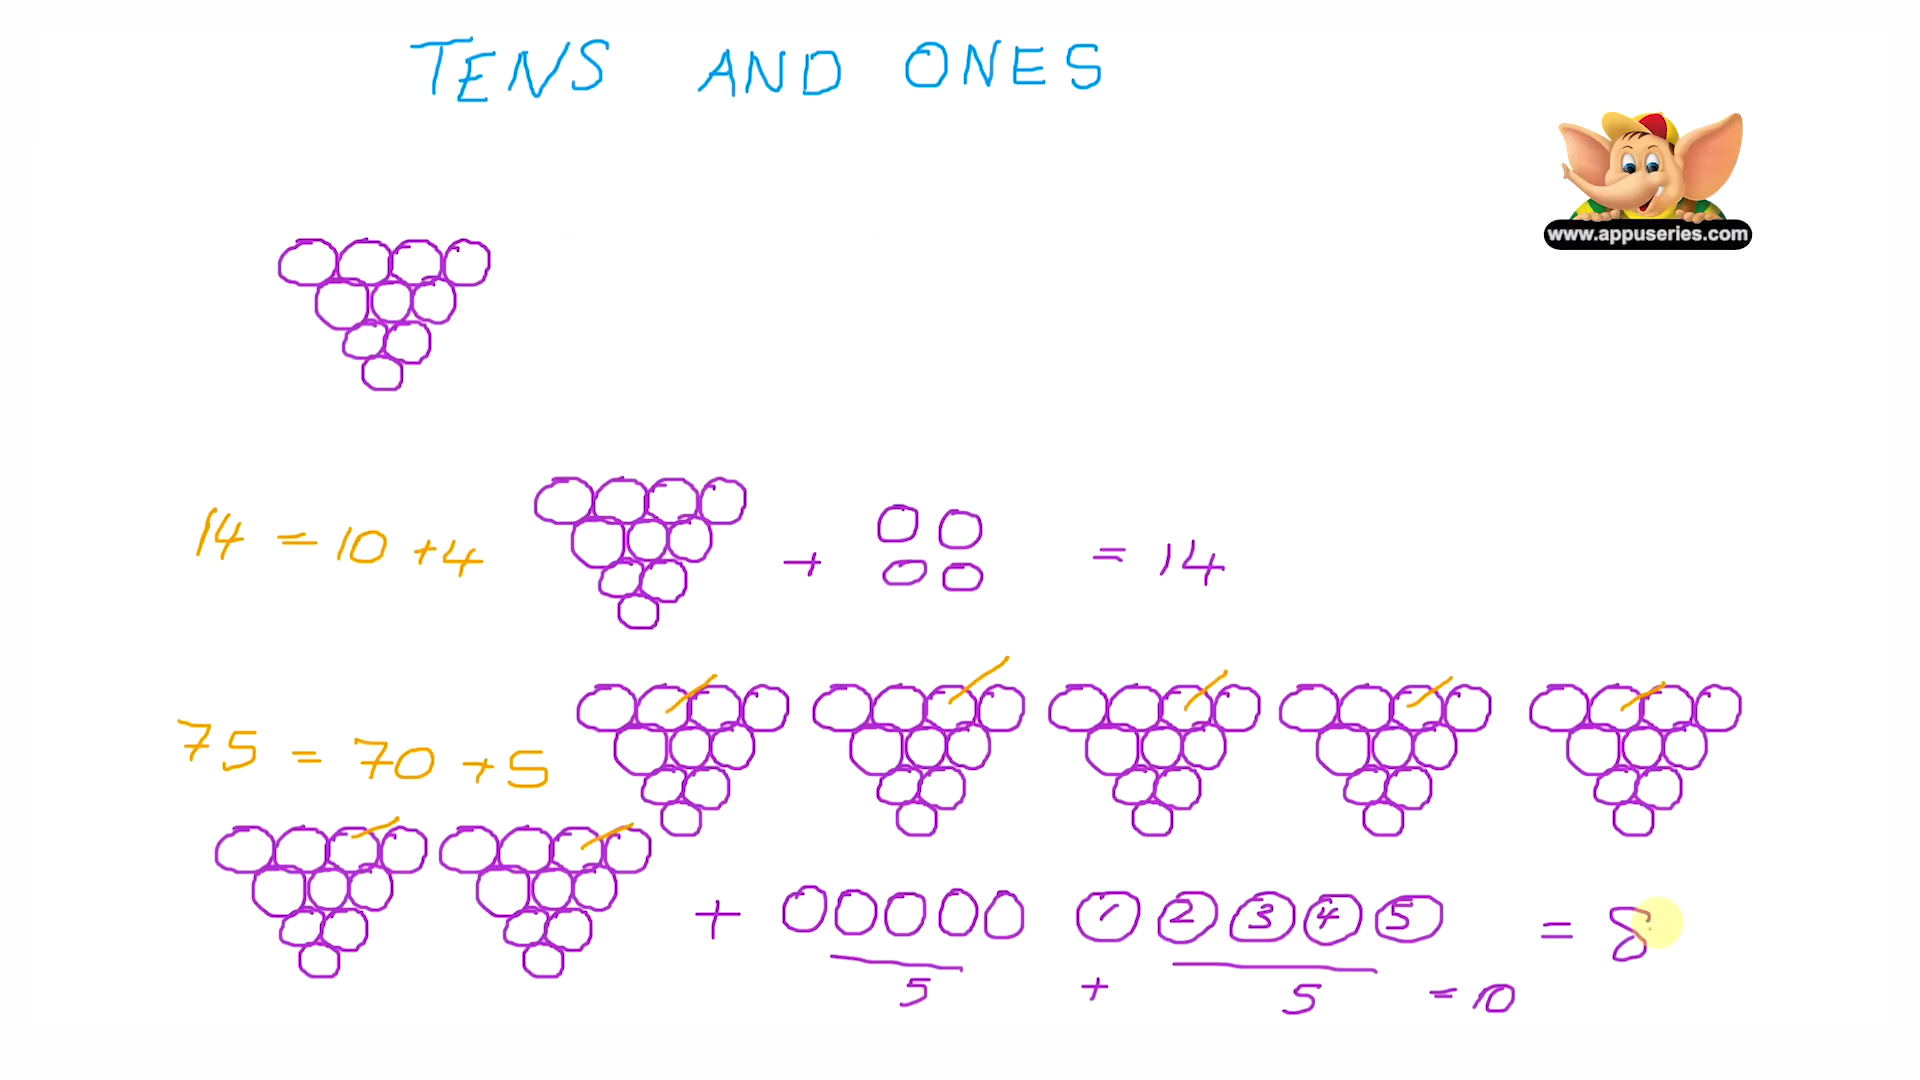 TENS AND ONES
www.appuseries.com
14 = 10 + 4 + = 14
75 = 70 + 5
+ 1 2 3 4 5 = 8
5 + 5 = 10